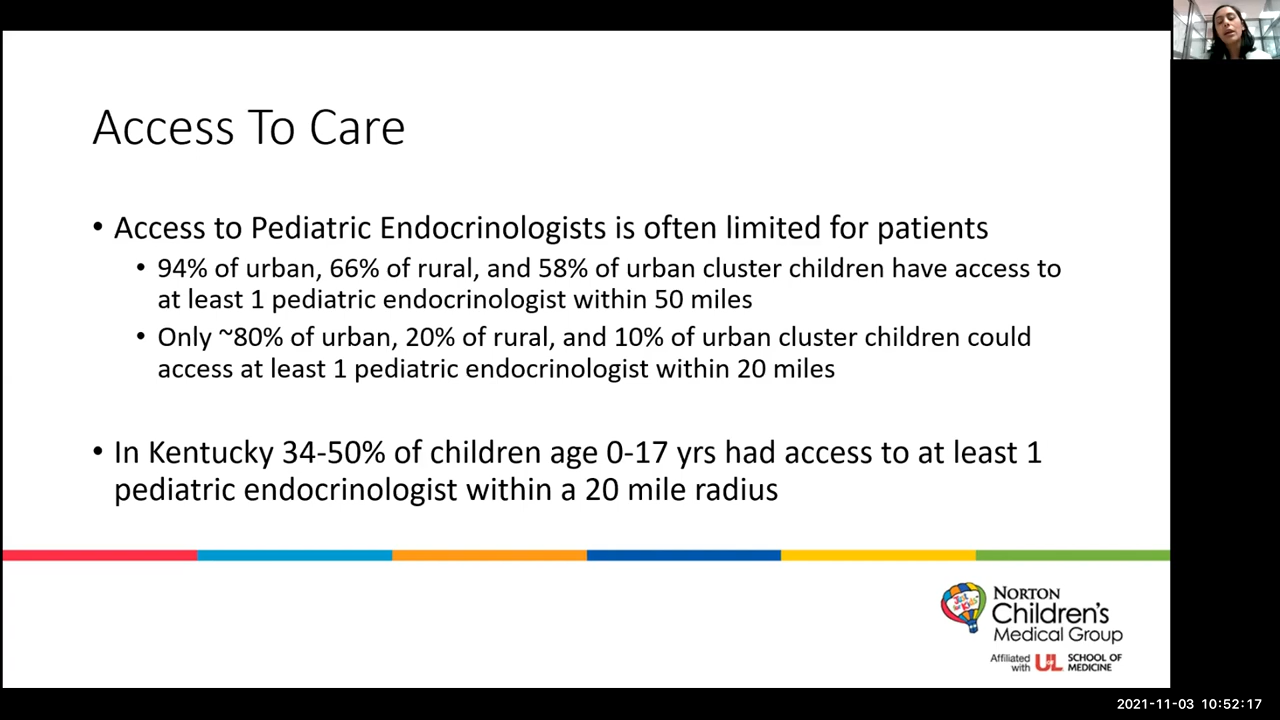 Access To Care
• Access to Pediatric Endocrinologists is often limited for patients
• 94% of urban, 66% of rural, and 58% of urban cluster children have access to
at least 1 pediatric endocrinologist within 50 miles
• Only ~80% of urban, 20% of rural, and 10% of urban cluster children could
access at least 1 pediatric endocrinologist within 20 miles
• In Kentucky 34-50% of children age 0-17 yrs had access to at least 1
pediatric endocrinologist within a 20 mile radius
Just for Kids
NORTON
Children's
Medical Group
Affiliated
with
UL
SCHOOL OF
MEDICINE
2021-11-03 10:52:17